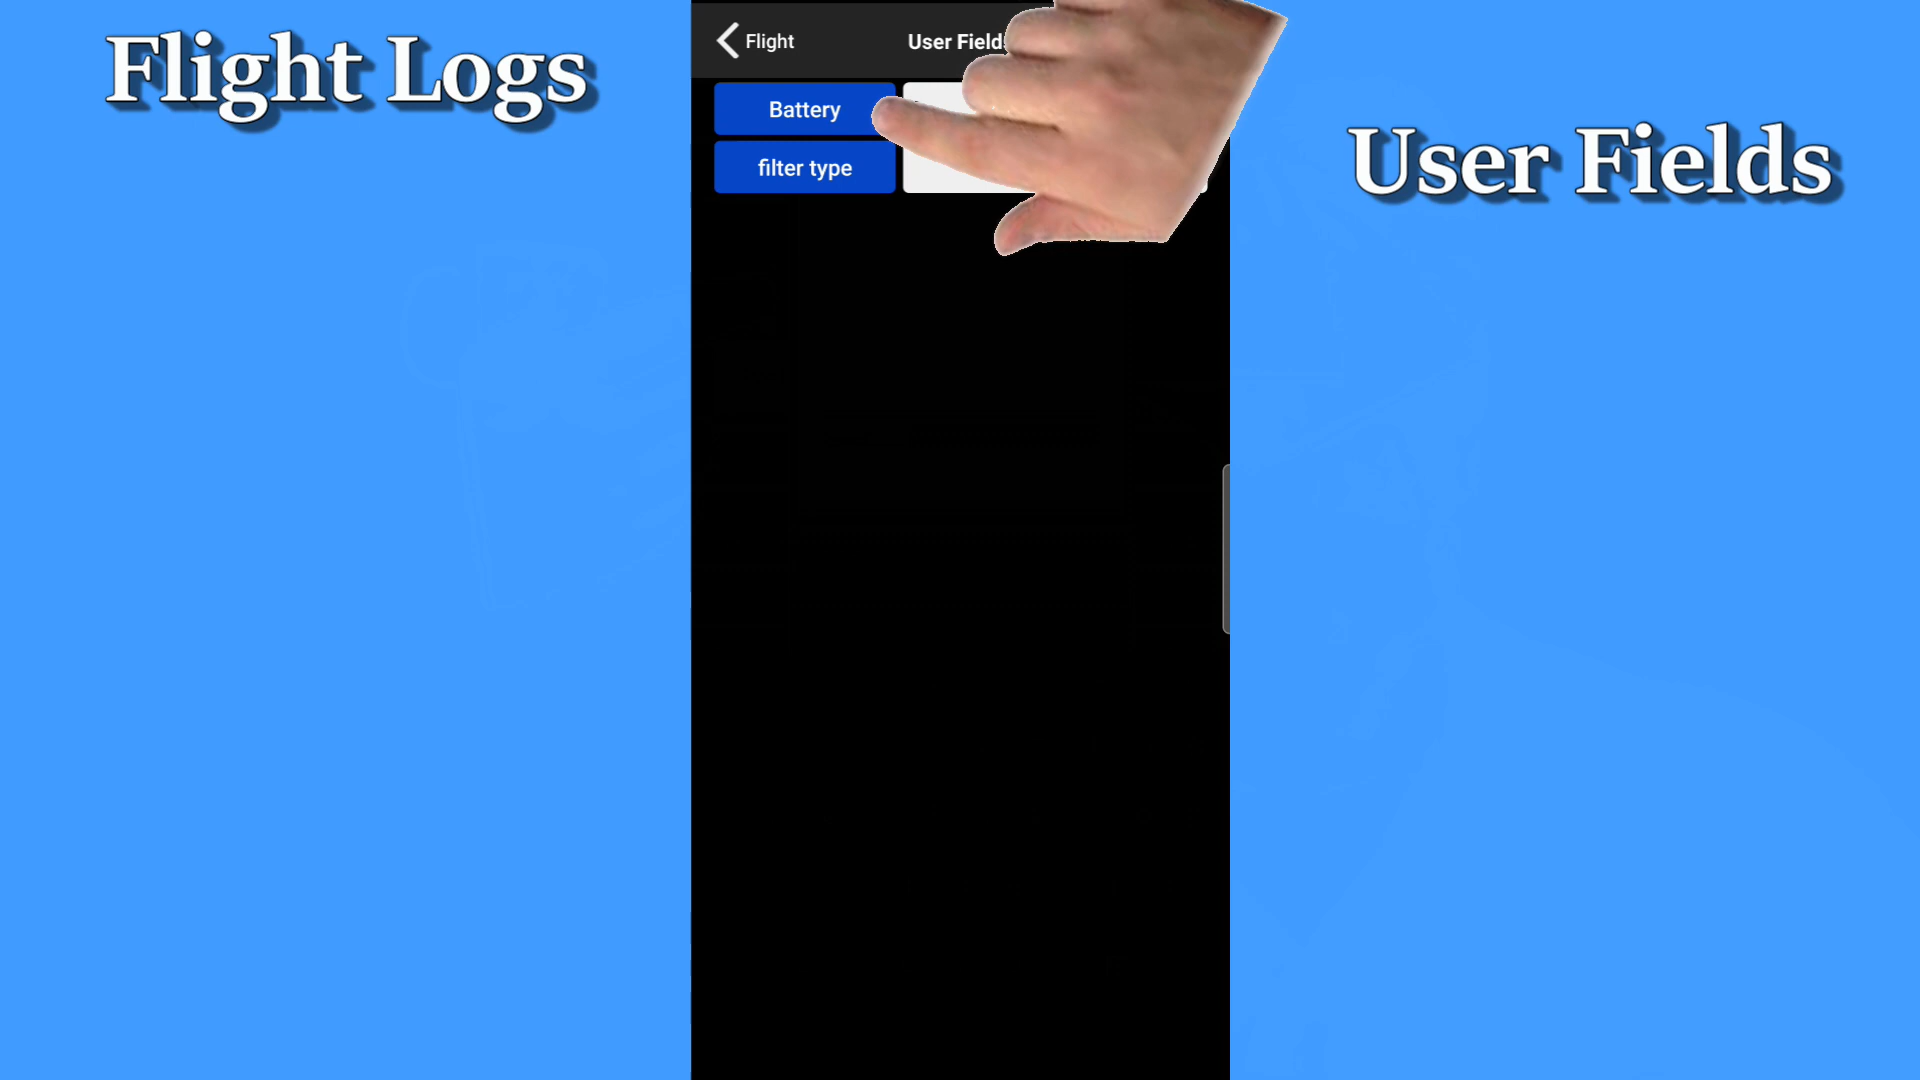 Flight Logs
Flight
User Field
Battery
filter type
User Fields